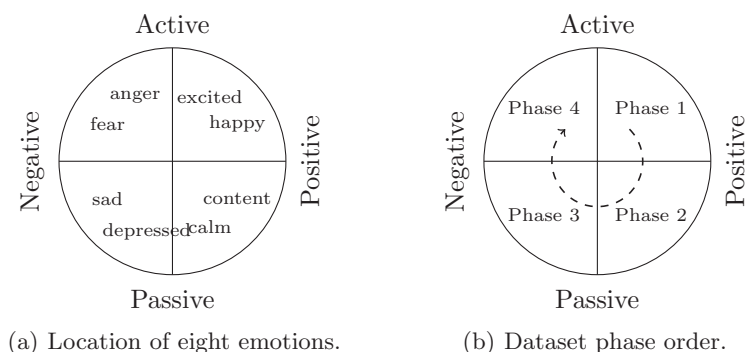 Active
anger
excited
fear
happy
Negative
Positive
sad
content
depressed
calm
Passive
(a) Location of eight emotions.
Active
Phase 4
Phase 1
Negative
Positive
Phase 3
Phase 2
Passive
(b) Dataset phase order.